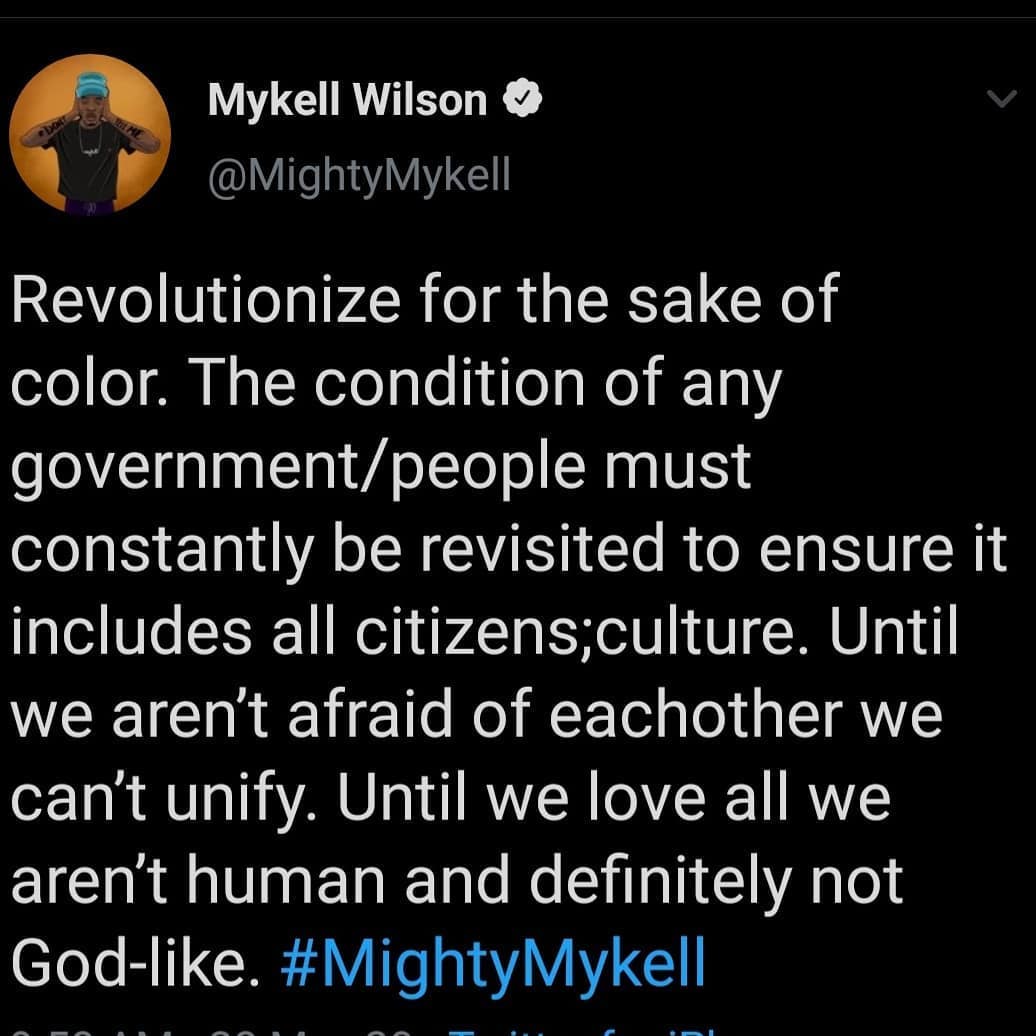 Mykell Wilson
@MightyMykell
Revolutionize for the sake of
color. The condition of any
government/people must
constantly be revisited to ensure it
includes all citizens;culture. Until
we aren't afraid of eachother we
can't unify. Until we love all we
aren't human and definitely not
God-like. #MightyMykell